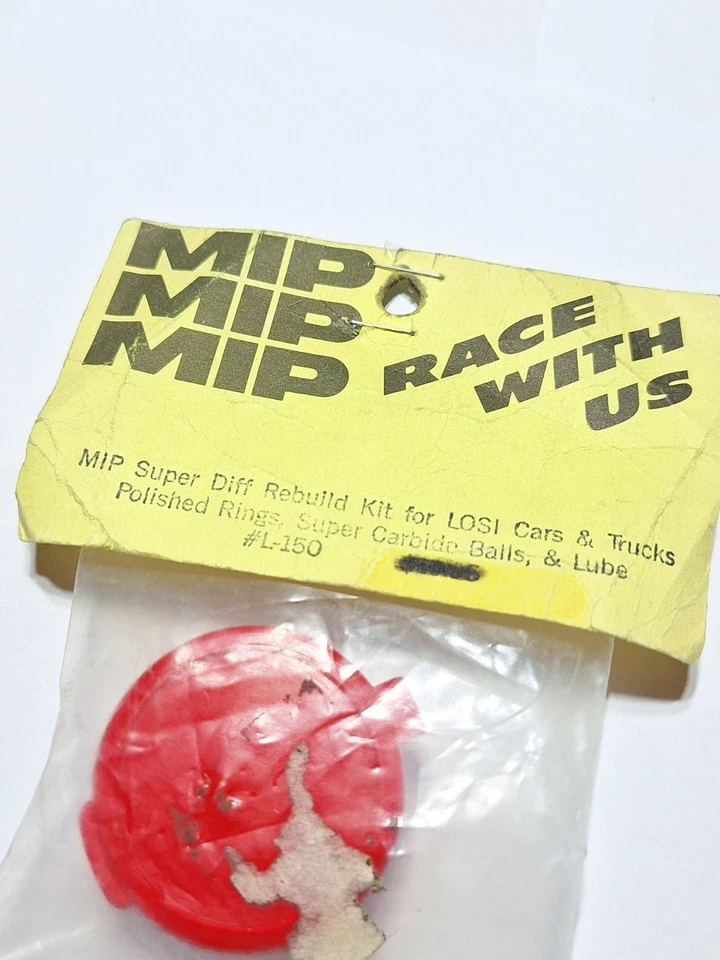 MIP
MIP
MIP
RACE
WITH
US
MIP Super Diff Rebuild Kit for LOSI Cars & Trucks
Polished Rings, Super Carbide Balls, & Lube
#L-150